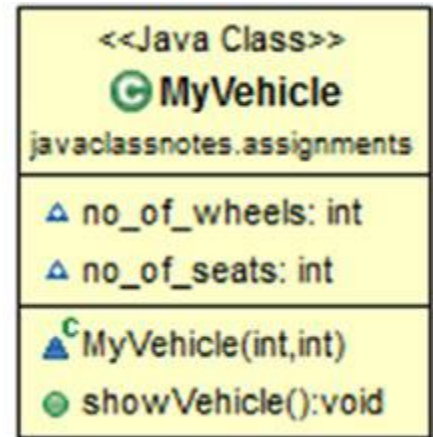 <<Java Class>>
C MyVehicle
javaclassnotes.assignments
no_of_wheels: int
no_of_seats: int
C MyVehicle(int,int)
showVehicle():void